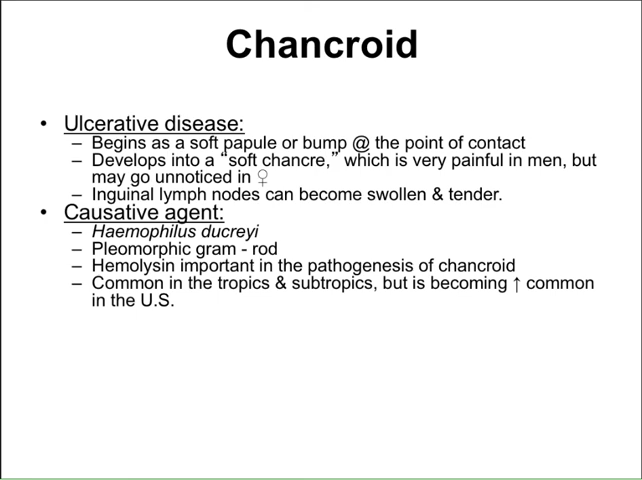 Chancroid
• Ulcerative disease:
– Begins as a soft papule or bump @ the point of contact
– Develops into a “soft chancre,” which is very painful in men, but
may go unnoticed in ♀
– Inguinal lymph nodes can become swollen & tender.
• Causative agent:
– Haemophilus ducreyi
– Pleomorphic gram - rod
– Hemolysin important in the pathogenesis of chancroid
– Common in the tropics & subtropics, but is becoming ↑ common
in the U.S.